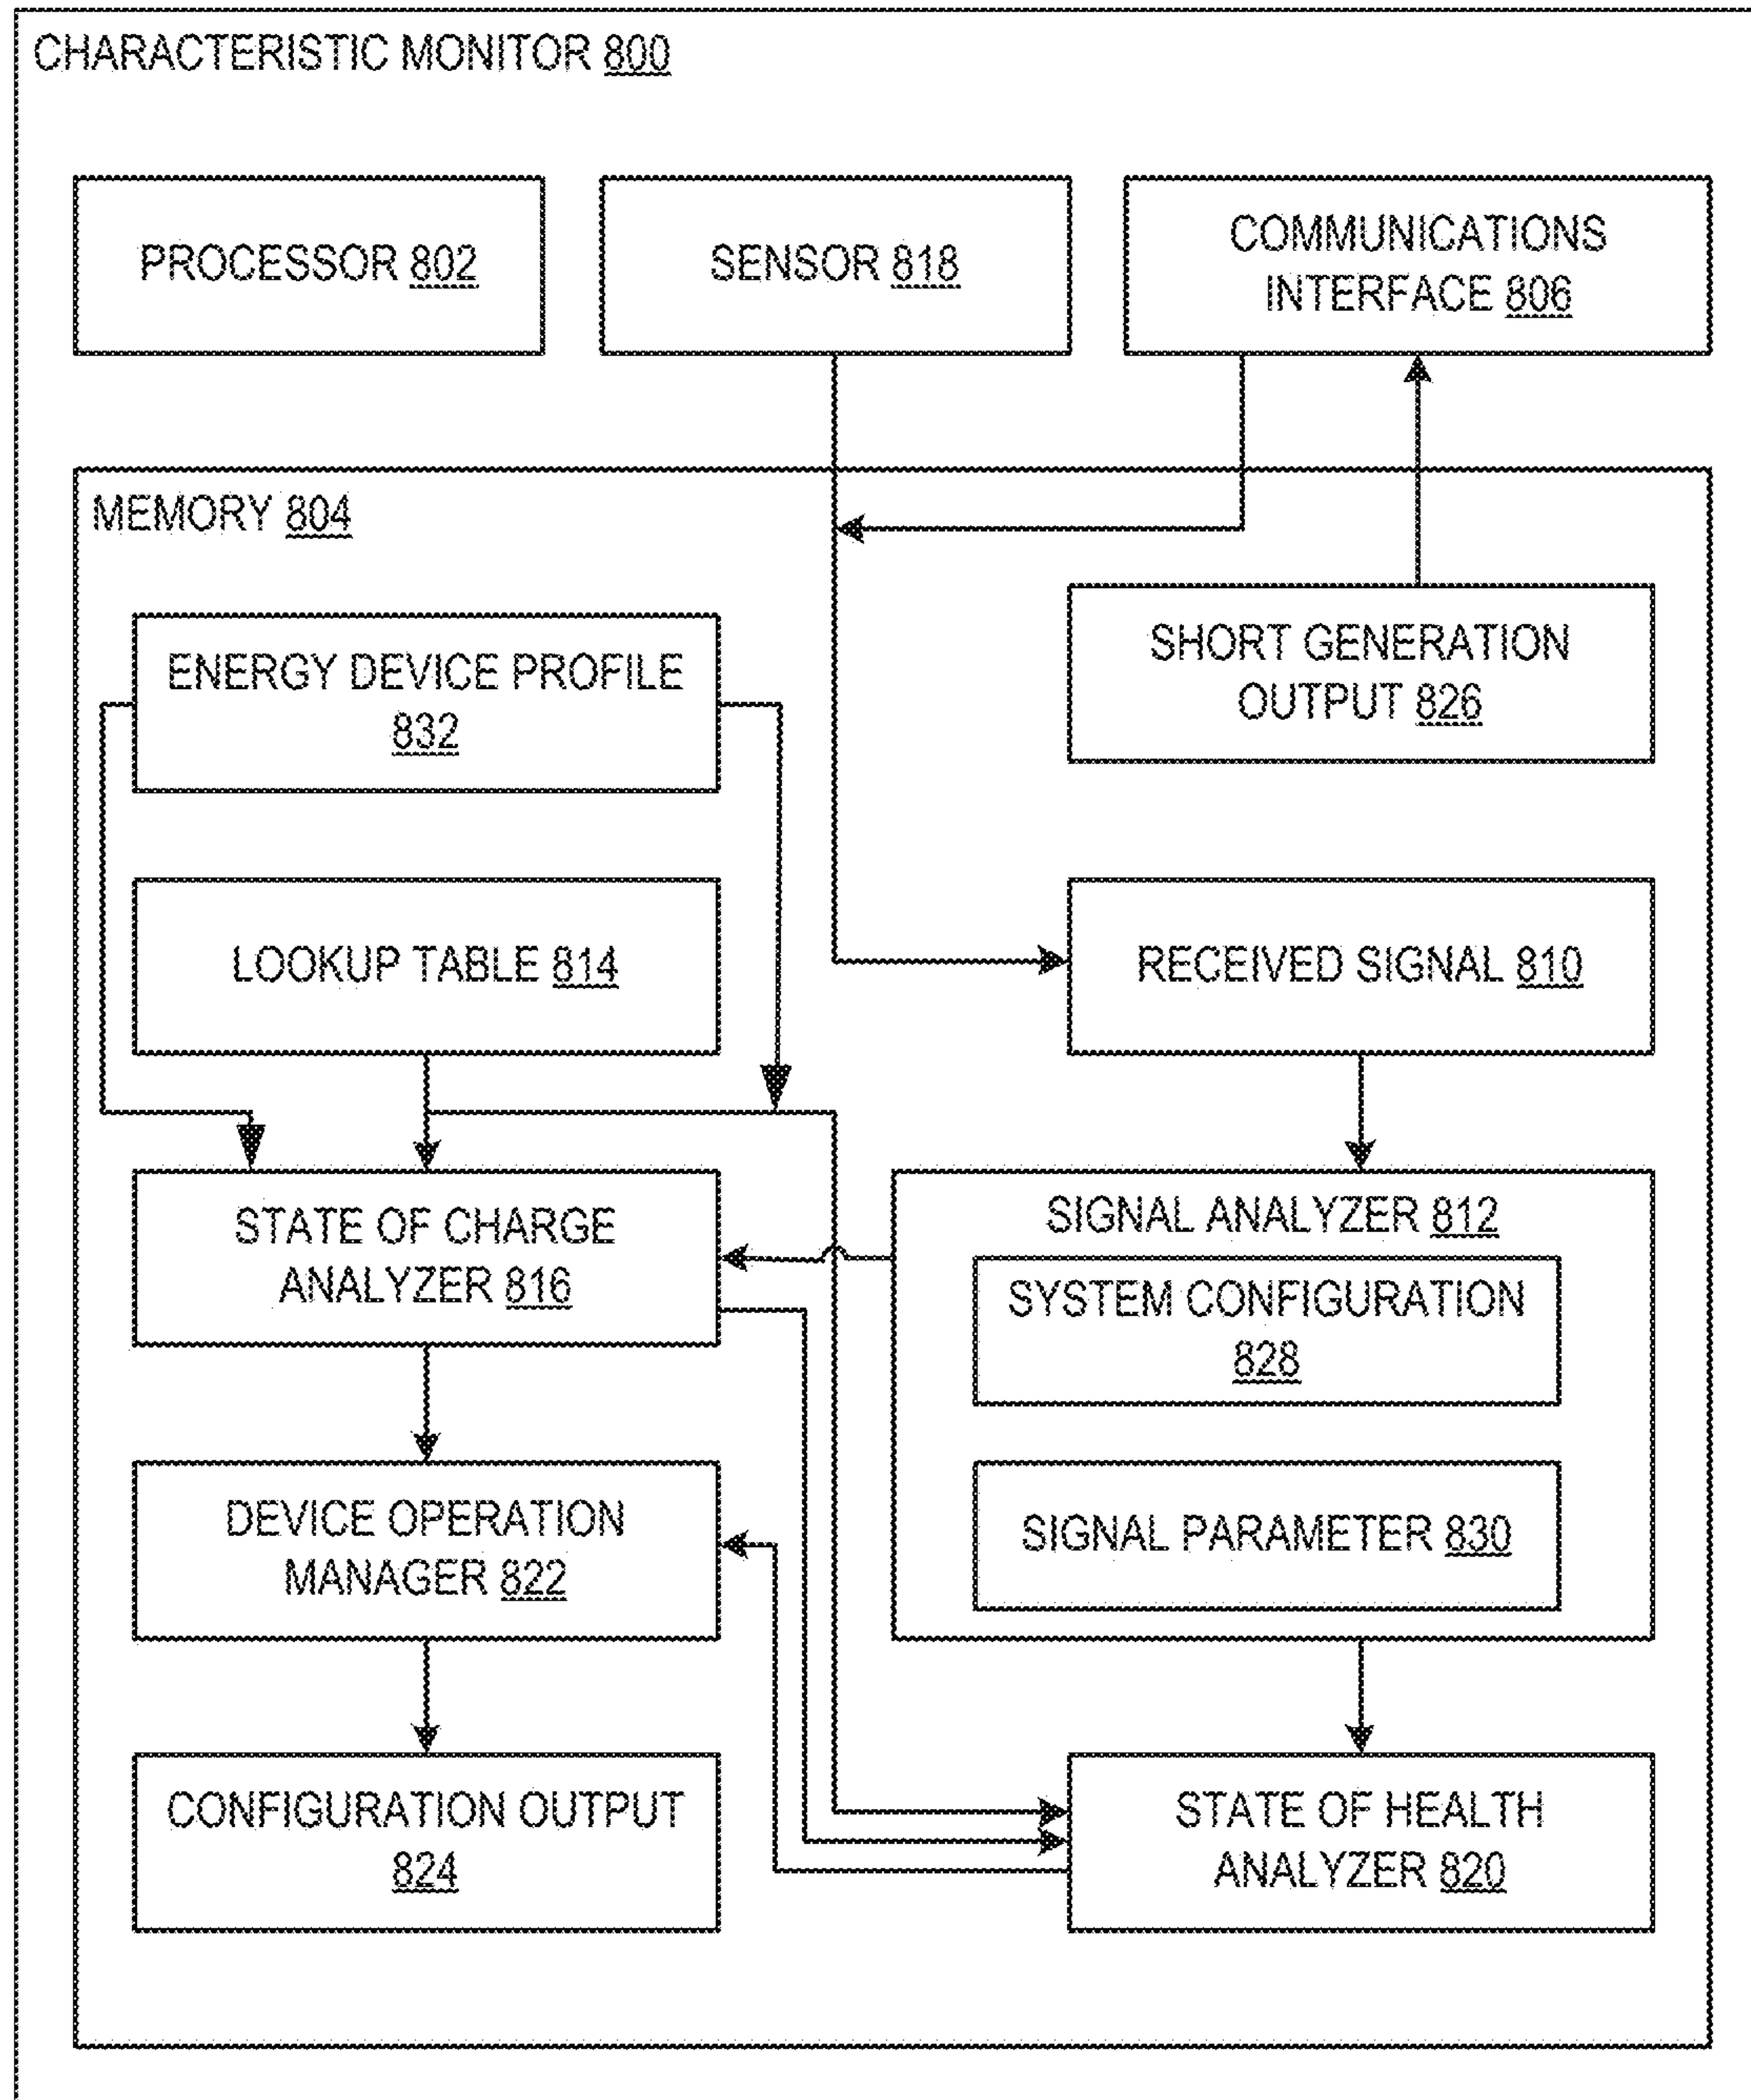 CHARACTERISTIC MONITOR 800
PROCESSOR 802
SENSOR 818
COMMUNICATIONS
INTERFACE 806
MEMORY 804
ENERGY DEVICE PROFILE
832
SHORT GENERATION
OUTPUT 826
LOOKUP TABLE 814
RECEIVED SIGNAL 810
STATE OF CHARGE
ANALYZER 816
SIGNAL ANALYZER 812
SYSTEM CONFIGURATION
828
DEVICE OPERATION
MANAGER 822
SIGNAL PARAMETER 830
CONFIGURATION OUTPUT
824
STATE OF HEALTH
ANALYZER 820